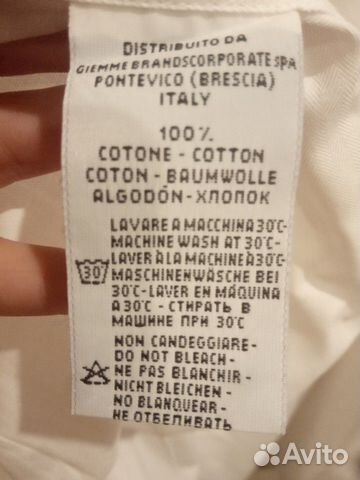 DISTRIBUITO DA
GIEMME BRANDSCORPORATE SPA
PONTEVICO (BRESCIA)
ITALY
100%
COTONE - COTTON
COTON - BAUMWOLLE
ALGODÓN - ХЛОПОК
LAVARE A MACCHINA 30°C-
MACHINE WASH AT 30°C-
LAVER À LA MACHINE À 30°C-
MASCHINENWÄSCHE BEI
30°C - LAVER EN MÁQUINA
A 30°C - СТИРАТЬ В
МАШИНЕ ПРИ 30°C
30°
NON CANDEGGIARE-
DO NOT BLEACH-
NE PAS BLANCHIR-
NICHT BLEICHEN-
NO BLANQUEAR-
НЕ ОТБЕЛИВАТЬ
Avito